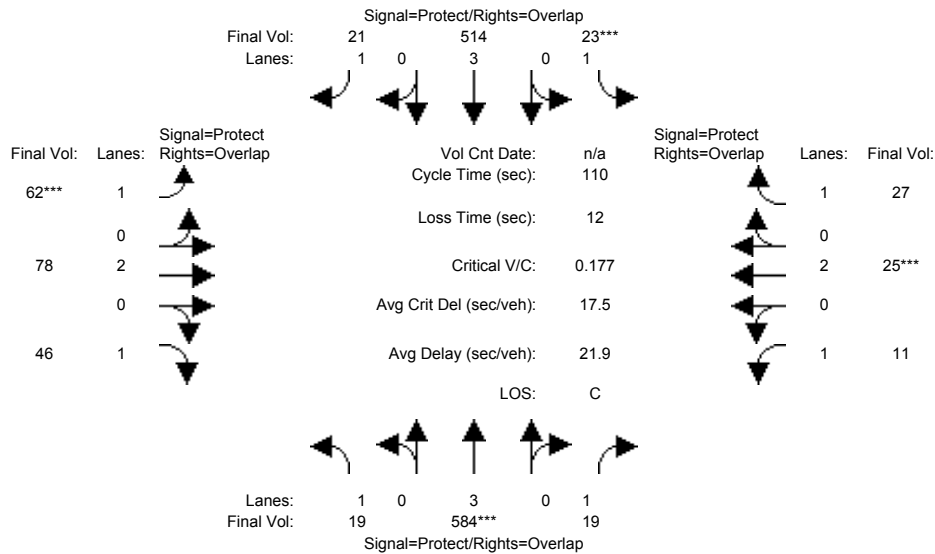 Signal=Protect/Rights=Overlap
Final Vol: 21 514 23***
Lanes: 1 0 3 0 1
Signal=Protect Signal=Protect
Final Vol: Lanes: Rights=Overlap Vol Cnt Date: n/a Rights=Overlap Lanes: Final Vol:
Cycle Time (sec): 110
62*** 1 1 27
Loss Time (sec): 12
0 0
78 2 Critical V/C: 0.177 2 25***
0 Avg Crit Del (sec/veh): 17.5 0
46 1 Avg Delay (sec/veh): 21.9 1 11
LOS: C
Lanes: 1 0 3 0 1
Final Vol: 19 584*** 19
Signal=Protect/Rights=Overlap